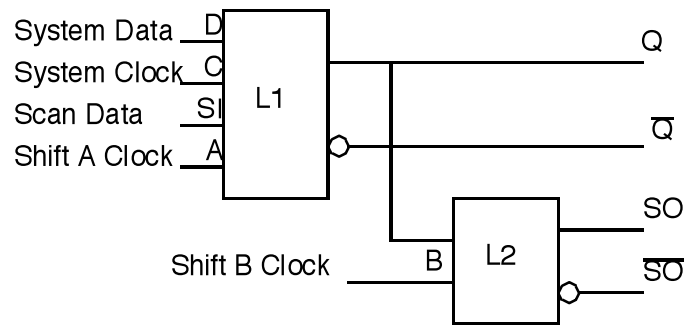 System Data D
System Clock C
Scan Data SI
Shift A Clock A
L1
Q
Q̅
Shift B Clock B
L2
SO
S̅O̅